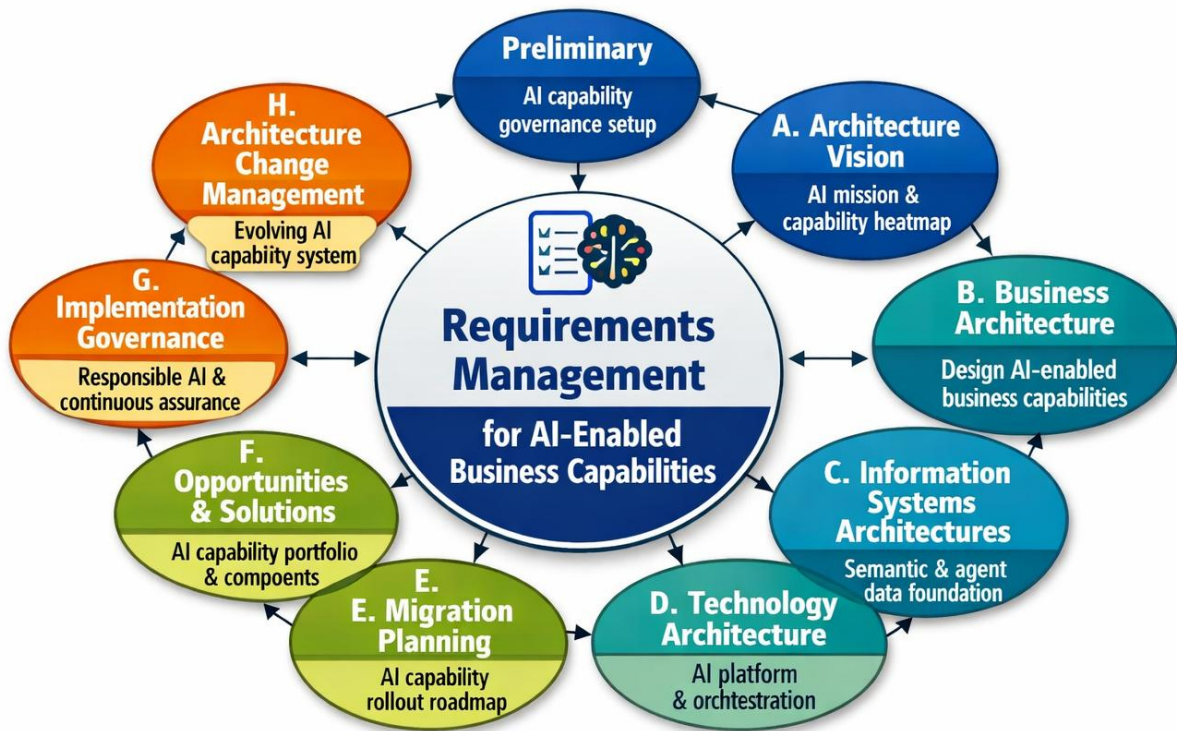 Preliminary
AI capability
governance setup
A. Architecture
Vision
AI mission &
capability heatmap
B. Business
Architecture
Design AI-enabled
business capabilities
C. Information
Systems
Architectures
Semantic & agent
data foundation
D. Technology
Architecture
AI platform
& orchtestration
E.
E. Migration
Planning
AI capability
rollout roadmap
F.
Opportunities
& Solutions
AI capability portfolio
& compoents
G.
Implementation
Governance
Responsible AI &
continuous assurance
H.
Architecture
Change
Management
Evolving AI
capabiity system
Requirements
Management
for AI-Enabled
Business Capabilities